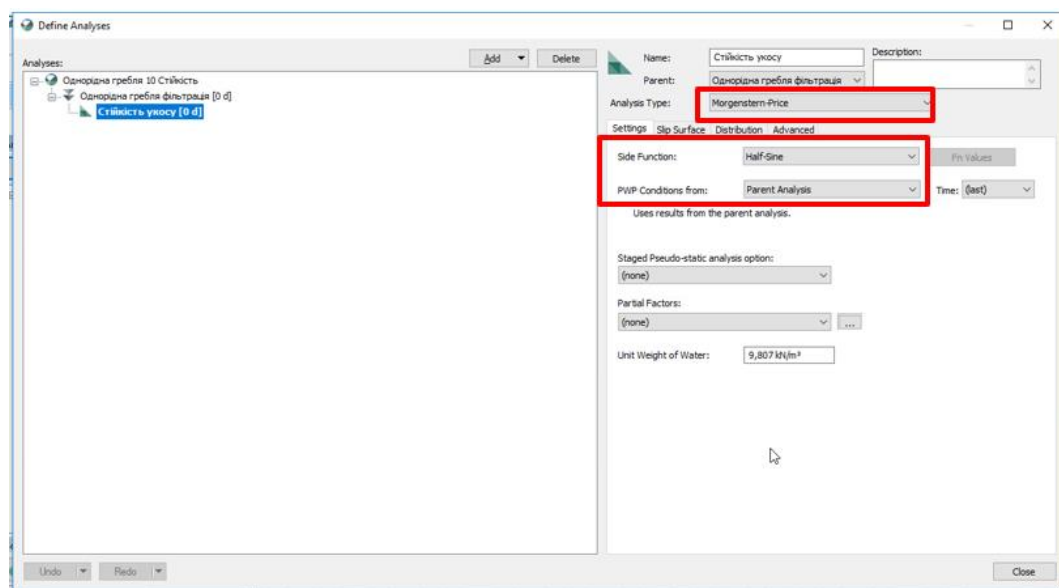 Define Analyses
Analyses:
Add
Delete
Однорідна гребля 10 Стійкість
Однорідна гребля фільтрація [0 d]
Стійкість укосу [0 d]
Name:
Стійкість укосу
Description:
Parent:
Однорідна гребля фільтрація
Analysis Type:
Morgenstern-Price
Settings Slip Surface Distribution Advanced
Side Function:
Half-Sine
Fn Values
PWP Conditions from:
Parent Analysis
Time: (last)
Uses results from the parent analysis.
Staged Pseudo-static analysis option:
(none)
Partial Factors:
(none)
...
Unit Weight of Water:
9,807 kN/m³
Undo
Redo
Close